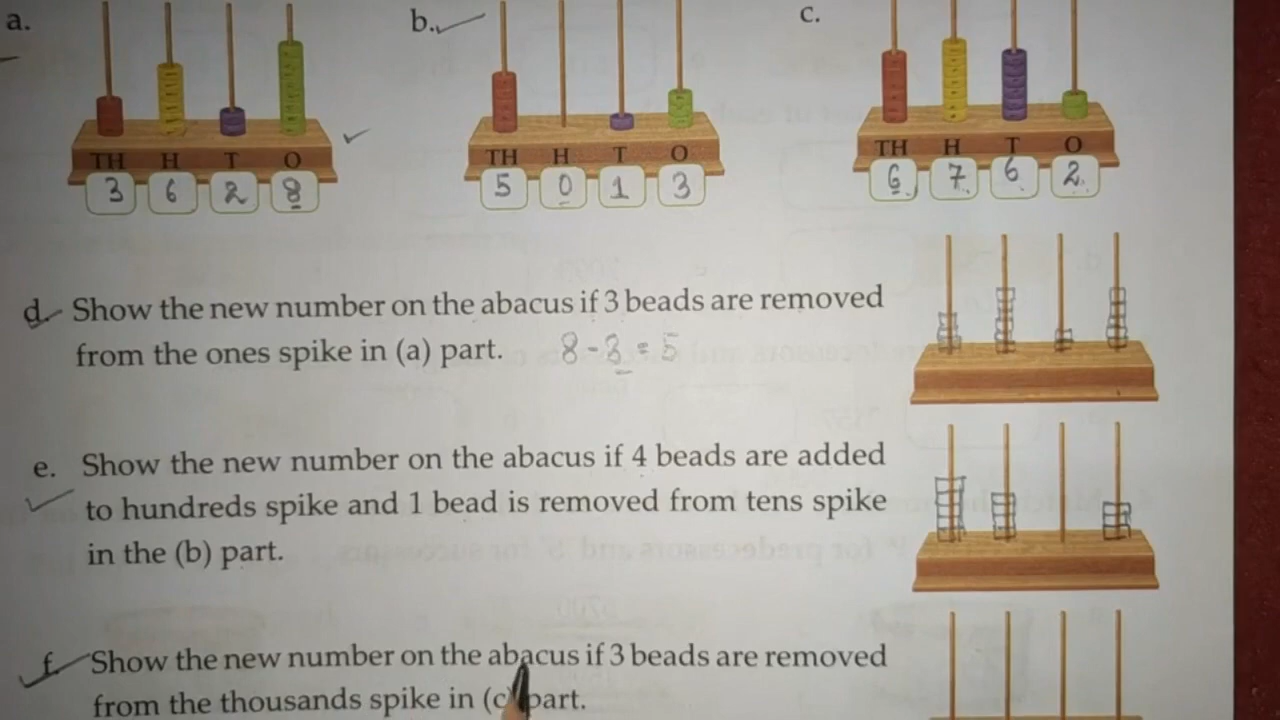 a.
b.
c.
TH H T O
3 6 2 8
TH H T O
5 0 1 3
TH H T O
6 7 6 2
d. Show the new number on the abacus if 3 beads are removed
from the ones spike in (a) part. 8 - 3 = 5
e. Show the new number on the abacus if 4 beads are added
to hundreds spike and 1 bead is removed from tens spike
in the (b) part.
f. Show the new number on the abacus if 3 beads are removed
from the thousands spike in (c) part.